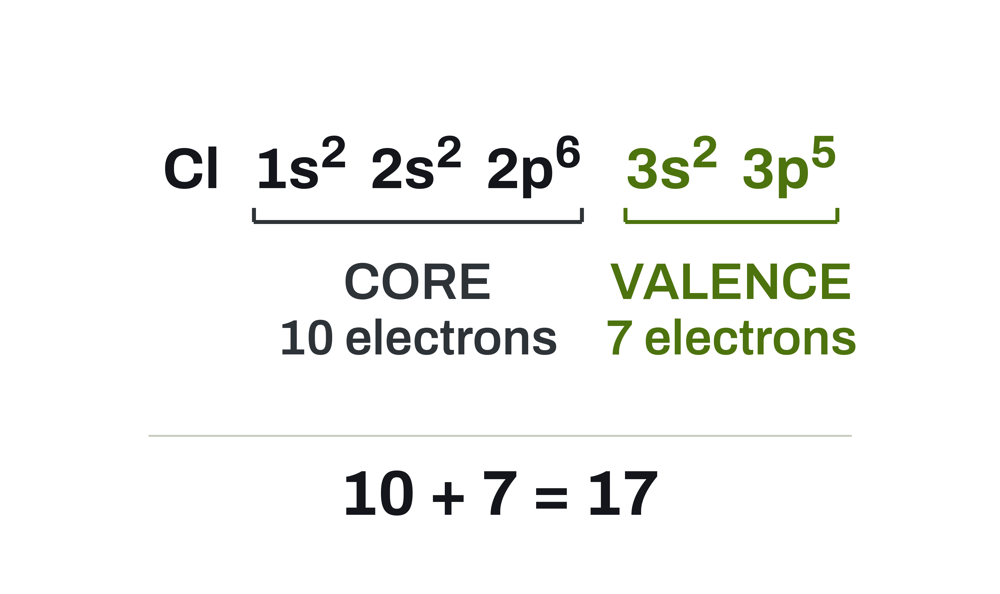 Cl 1s² 2s² 2p⁶ 3s² 3p⁵
CORE VALENCE
10 electrons 7 electrons
10 + 7 = 17